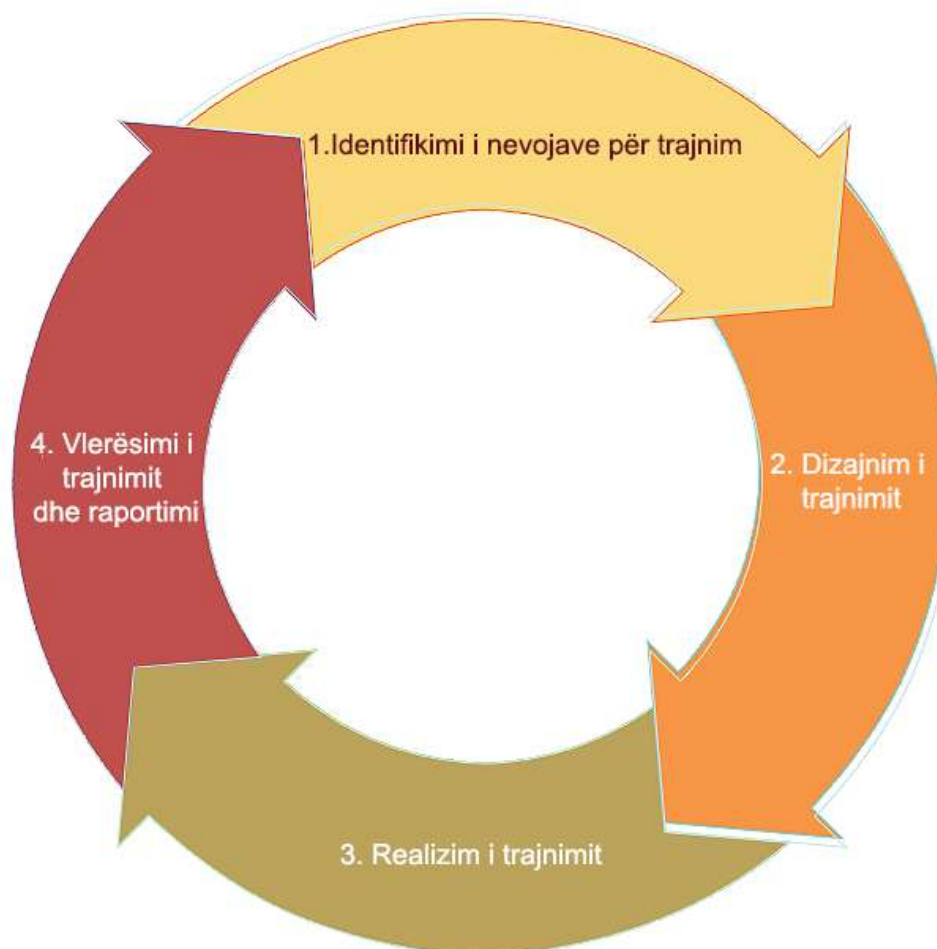 1.Identifikimi i nevojave për trajnim
2. Dizajnim i
trajnimit
3. Realizim i trajnimit
4. Vlerësimi i
trajnimit
dhe raportimi